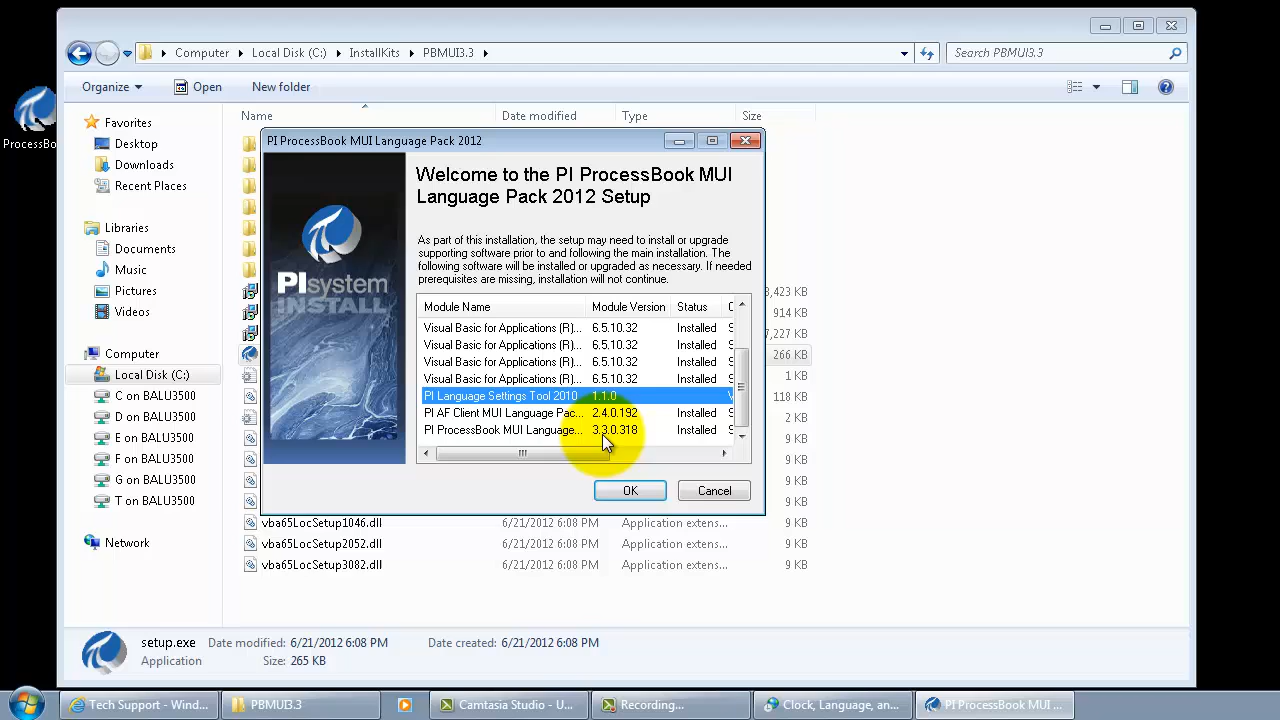 Computer
Local Disk (C:)
InstallKits
PBMUI3.3
Search PBMUI3.3
Organize
Open
New folder
Name
Date modified
Type
Size
ProcessBo
Favorites
Desktop
Downloads
Recent Places
Libraries
Documents
Music
Pictures
Videos
Computer
Local Disk (C:)
C on BALU3500
D on BALU3500
E on BALU3500
F on BALU3500
G on BALU3500
T on BALU3500
Network
PI ProcessBook MUI Language Pack 2012
PIsystem
INSTALL
Welcome to the PI ProcessBook MUI
Language Pack 2012 Setup
As part of this installation, the setup may need to install or upgrade
supporting software prior to and following the main installation. The
following software will be installed or upgraded as necessary. If needed
prerequisites are missing, installation will not continue.
Module Name Module Version Status
Visual Basic for Applications (R)... 6.5.10.32 Installed
Visual Basic for Applications (R)... 6.5.10.32 Installed
Visual Basic for Applications (R)... 6.5.10.32 Installed
Visual Basic for Applications (R)... 6.5.10.32 Installed
PI Language Settings Tool 2010 1.1.0
PI AF Client MUI Language Pac... 2.4.0.192 Installed
PI ProcessBook MUI Language... 3.3.0.318 Installed
OK
Cancel
,423 KB
914 KB
,227 KB
266 KB
1 KB
118 KB
2 KB
9 KB
9 KB
9 KB
9 KB
vba65LocSetup1046.dll 6/21/2012 6:08 PM Application extens... 9 KB
vba65LocSetup2052.dll 6/21/2012 6:08 PM Application extens... 9 KB
vba65LocSetup3082.dll 6/21/2012 6:08 PM Application extens... 9 KB
setup.exe Date modified: 6/21/2012 6:08 PM Date created: 6/21/2012 6:08 PM
Application Size: 265 KB
Tech Support - Wind...
PBMUI3.3
Camtasia Studio - U...
Recording...
Clock, Language, an...
PI ProcessBook MUI ...